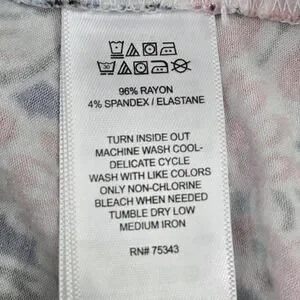 96% RAYON
4% SPANDEX / ELASTANE
TURN INSIDE OUT
MACHINE WASH COOL-
DELICATE CYCLE
WASH WITH LIKE COLORS
ONLY NON-CHLORINE
BLEACH WHEN NEEDED
TUMBLE DRY LOW
MEDIUM IRON
RN# 75343